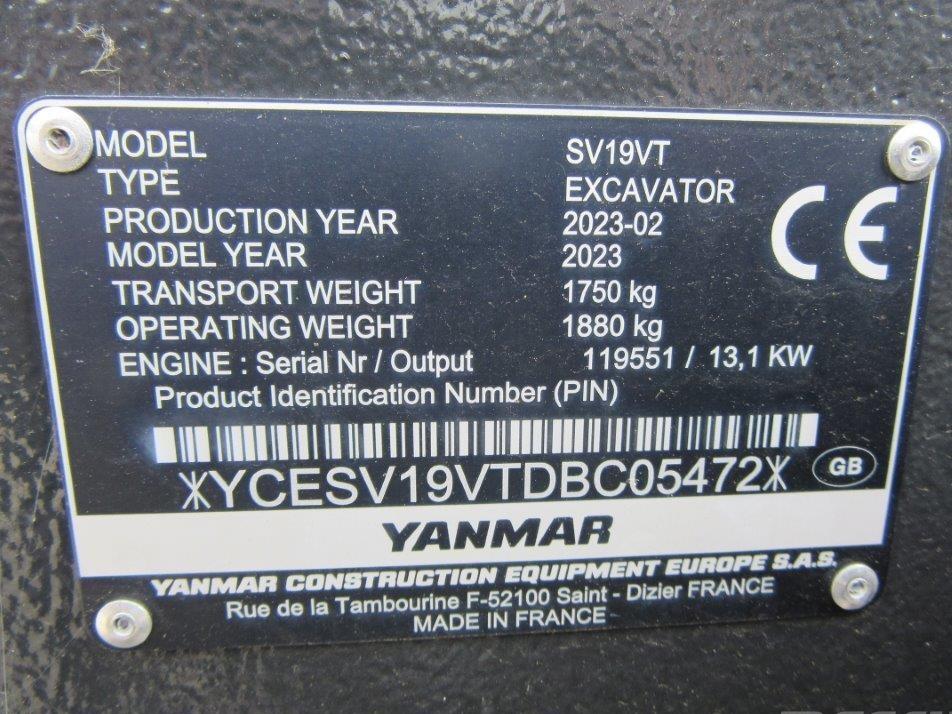 MODEL SV19VT
TYPE EXCAVATOR
PRODUCTION YEAR 2023-02
MODEL YEAR 2023
TRANSPORT WEIGHT 1750 kg
OPERATING WEIGHT 1880 kg
ENGINE : Serial Nr / Output 119551 / 13,1 KW
Product Identification Number (PIN)
CE
*YCESV19VTDBC05472*
GB
YANMAR
YANMAR CONSTRUCTION EQUIPMENT EUROPE S.A.S.
Rue de la Tambourine F-52100 Saint - Dizier FRANCE
MADE IN FRANCE